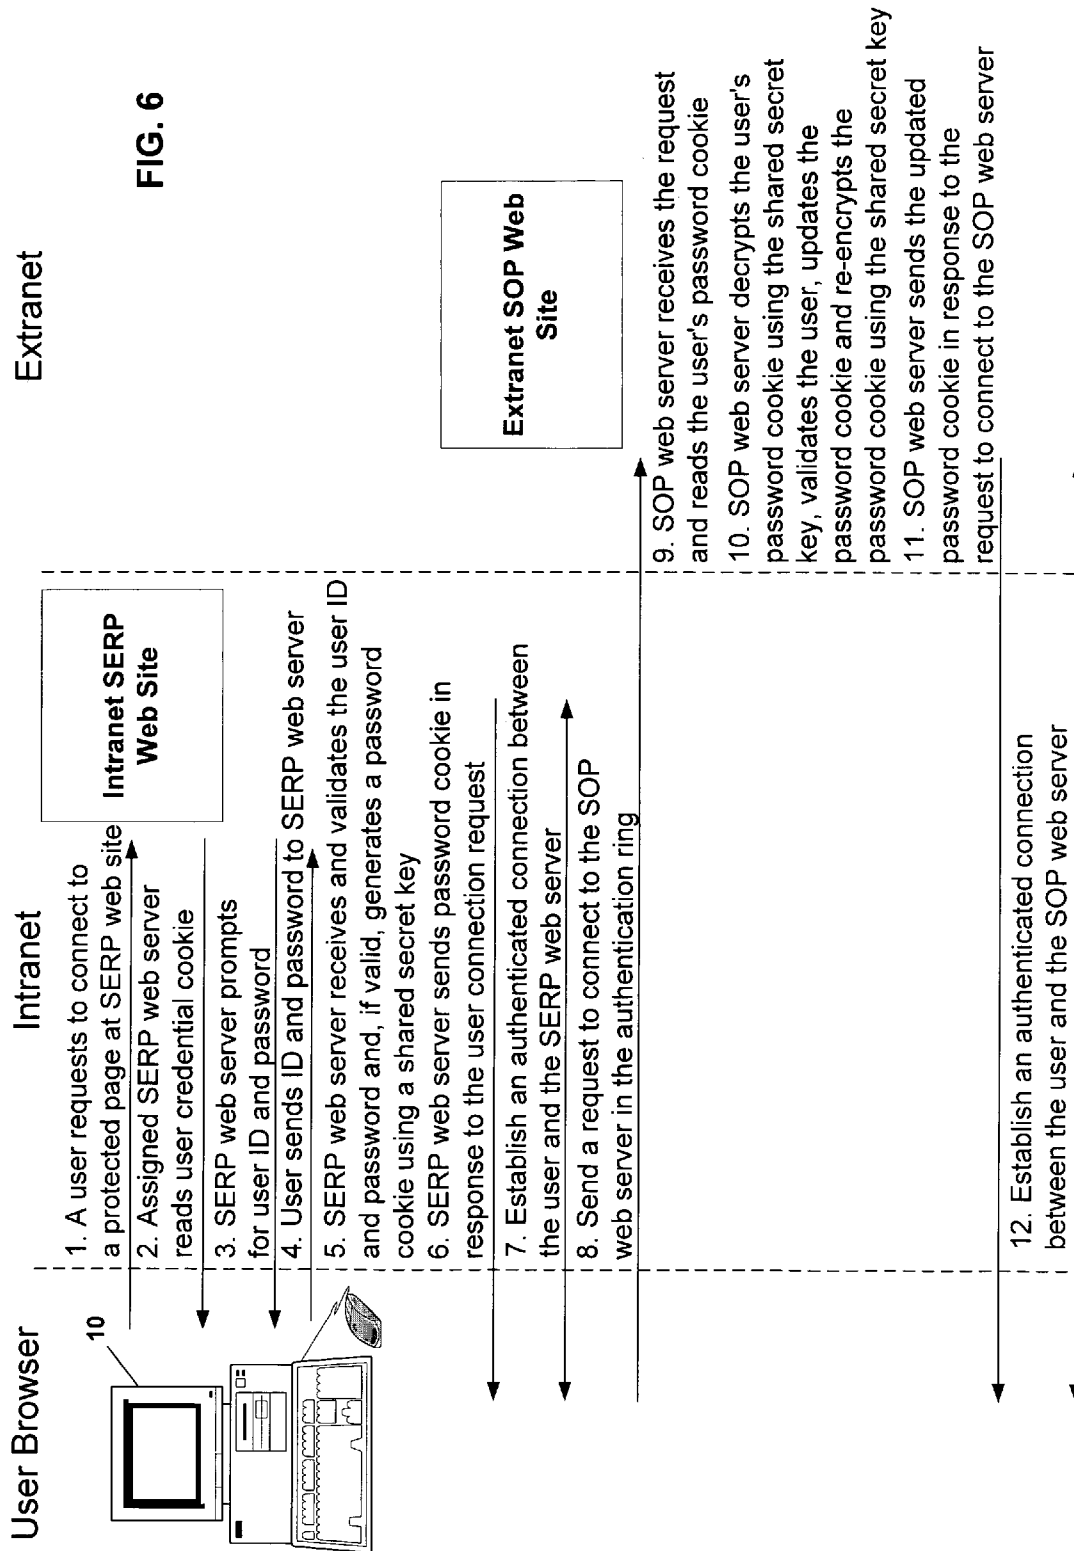 User Browser
Intranet
Extranet
FIG. 6
10
Intranet SERP
Web Site
Extranet SOP Web
Site
1. A user requests to connect to
a protected page at SERP web site
2. Assigned SERP web server
reads user credential cookie
3. SERP web server prompts
for user ID and password
4. User sends ID and password to SERP web server
5. SERP web server receives and validates the user ID
and password and, if valid, generates a password
cookie using a shared secret key
6. SERP web server sends password cookie in
response to the user connection request
7. Establish an authenticated connection between
the user and the SERP web server
8. Send a request to connect to the SOP
web server in the authentication ring
9. SOP web server receives the request
and reads the user's password cookie
10. SOP web server decrypts the user's
password cookie using the shared secret
key, validates the user, updates the
password cookie and re-encrypts the
password cookie using the shared secret key
11. SOP web server sends the updated
password cookie in response to the
request to connect to the SOP web server
12. Establish an authenticated connection
between the user and the SOP web server